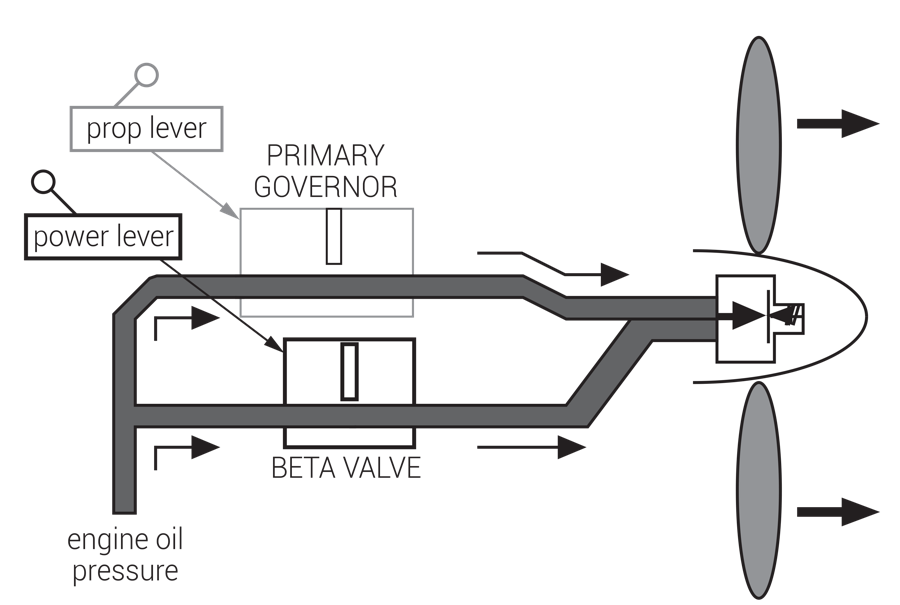 prop lever
PRIMARY
GOVERNOR
power lever
BETA VALVE
engine oil
pressure